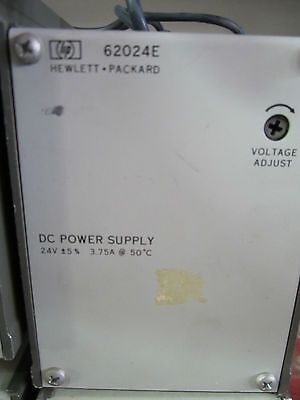 hp 62024E
HEWLETT • PACKARD
VOLTAGE
ADJUST
DC POWER SUPPLY
24V ±5% 3.75A @ 50°C